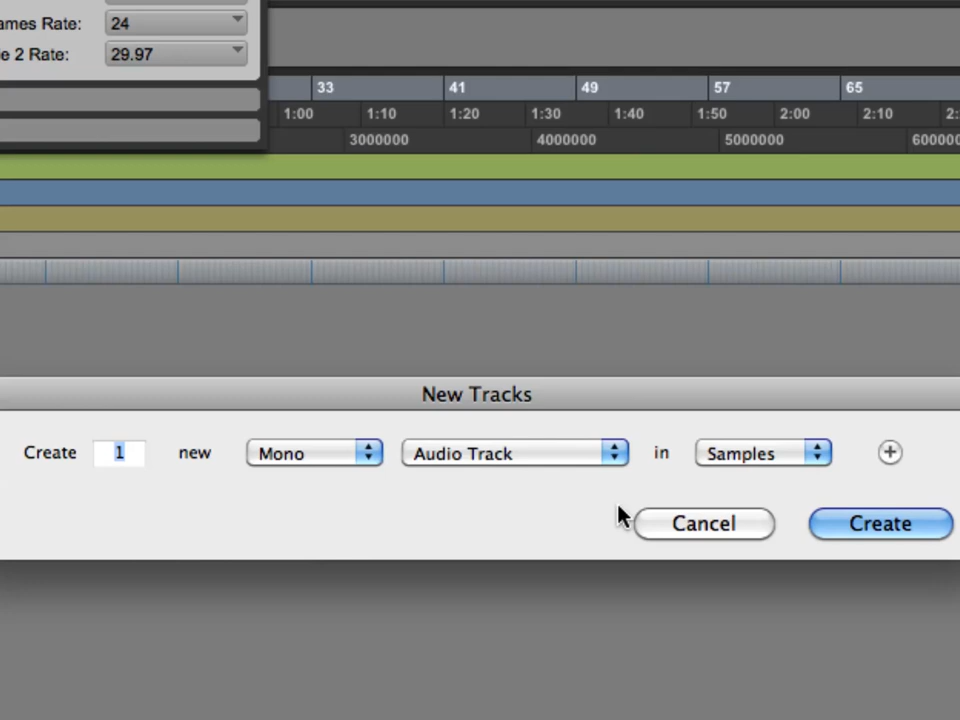 ames Rate: 24
e 2 Rate: 29.97
33 41 49 57 65
1:00 1:10 1:20 1:30 1:40 1:50 2:00 2:10 2:
3000000 4000000 5000000 600000
New Tracks
Create 1 new Mono Audio Track in Samples
Cancel Create